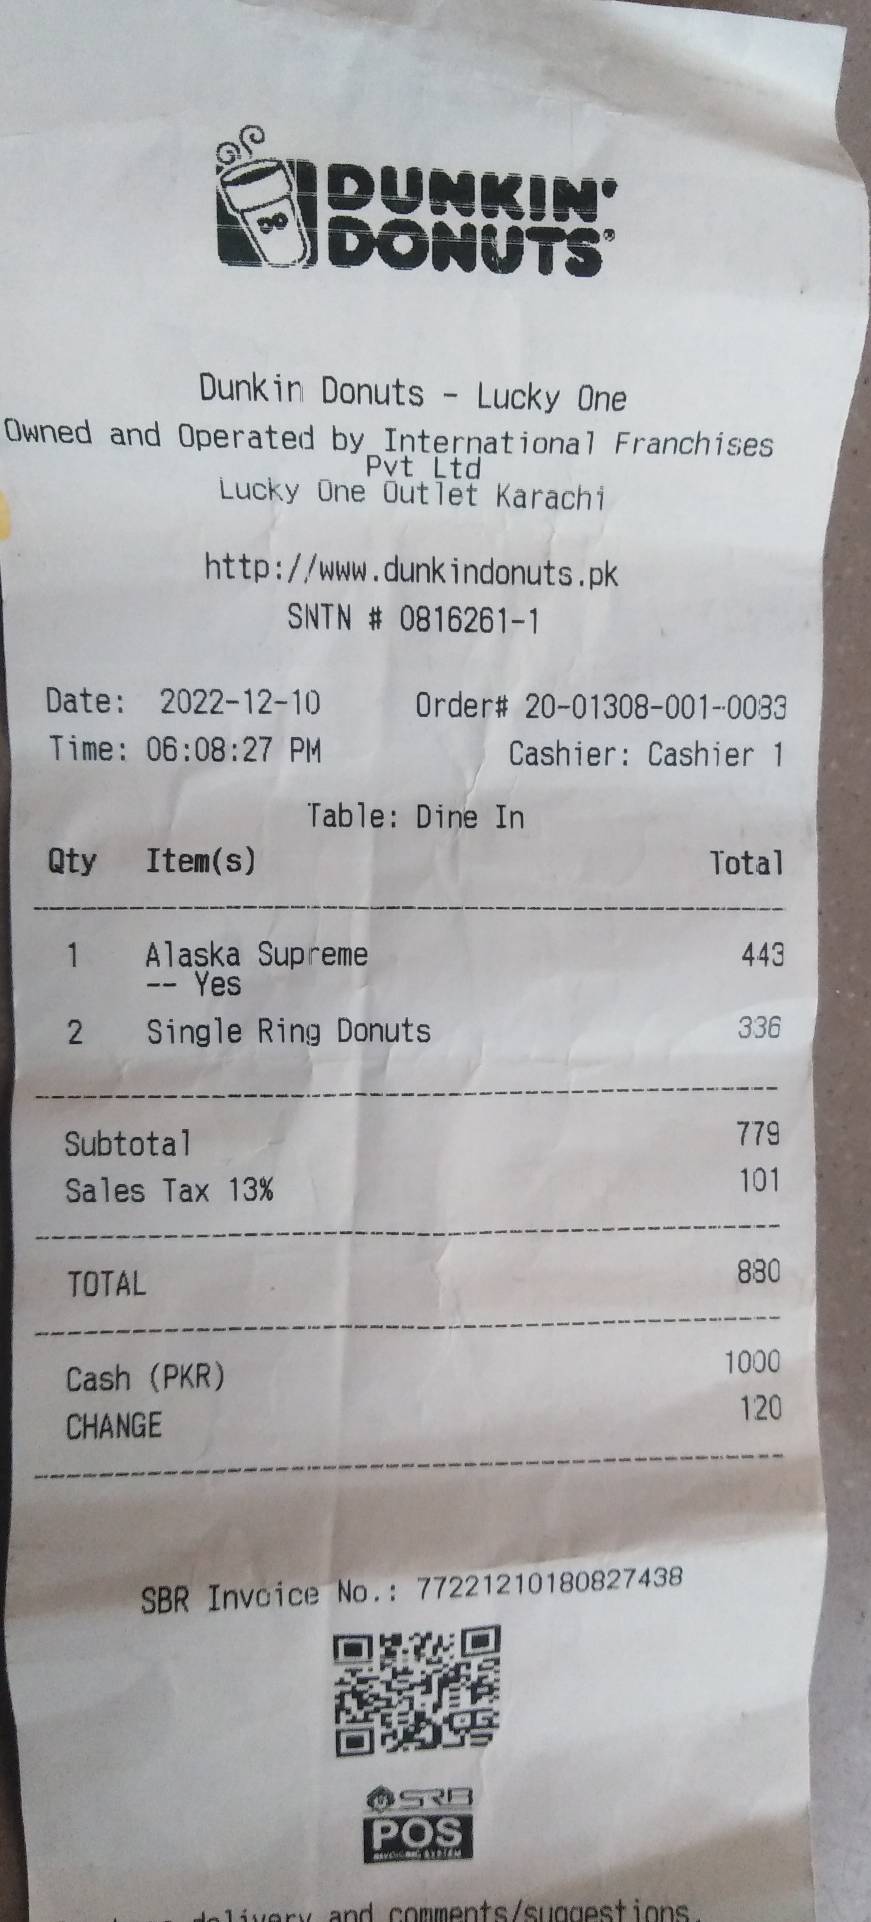 DUNKIN'
DONUTS®
Dunkin Donuts - Lucky One
Owned and Operated by International Franchises
Pvt Ltd
Lucky One Outlet Karachi
http://www.dunkindonuts.pk
SNTN # 0816261-1
Date: 2022-12-10 Order# 20-01308-001-0083
Time: 06:08:27 PM Cashier: Cashier 1
Table: Dine In
Qty Item(s) Total
1 Alaska Supreme 443
-- Yes
2 Single Ring Donuts 336
Subtotal 779
Sales Tax 13% 101
TOTAL 880
Cash (PKR) 1000
CHANGE 120
SBR Invoice No.: 77221210180827438
SRB
POS
INVOICING SYSTEM
delivery and comments/suggestions.